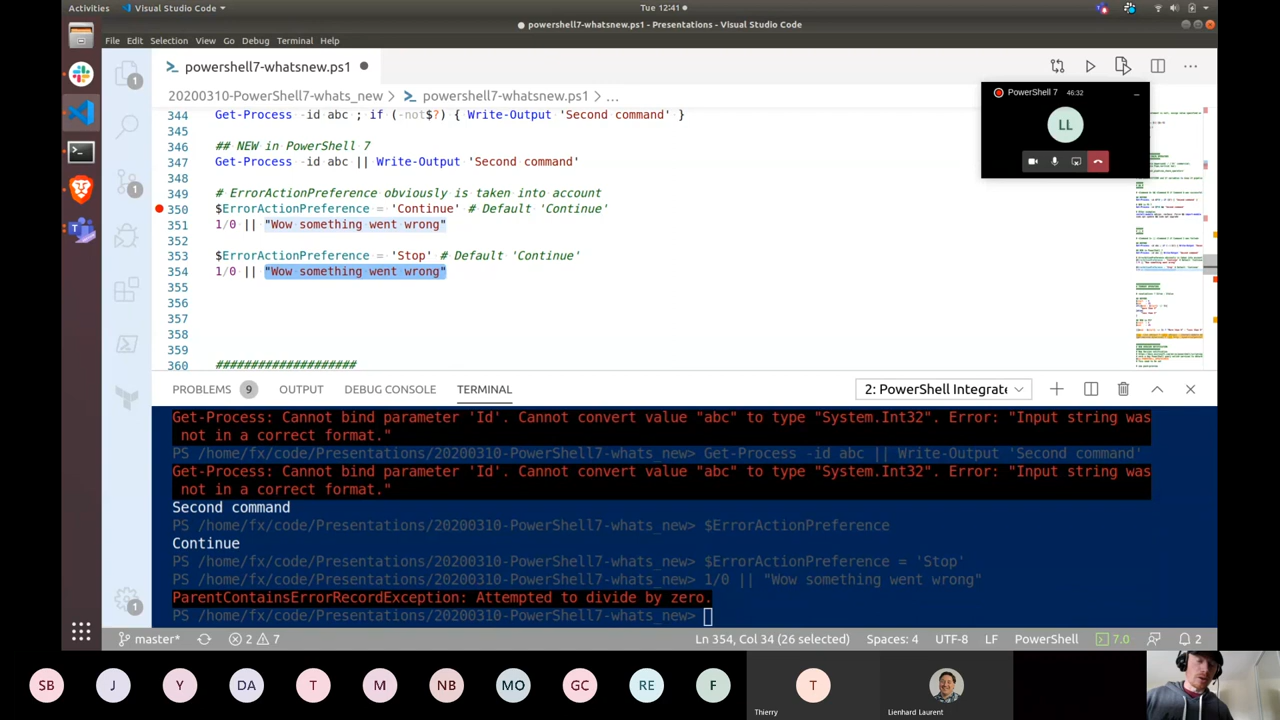 Activities
Visual Studio Code
Tue 12:41
powershell7-whatsnew.ps1 - Presentations - Visual Studio Code
File Edit Selection View Go Debug Terminal Help
powershell7-whatsnew.ps1
20200310-PowerShell7-whats_new > powershell7-whatsnew.ps1 > ...
PowerShell 7 46:32
LL
344 Get-Process -id abc ; if (-not$?) { Write-Output 'Second command' }
345
346 ## NEW in PowerShell 7
347 Get-Process -id abc || Write-Output 'Second command'
348
349 # ErrorActionPreference obviously is taken into account
350 $ErrorActionPreference = 'Continue' # Default 'Continue'
351 1/0 || "Wow something went wrong"
352
353 $ErrorActionPreference = 'Stop' # Default 'Continue'
354 1/0 || "Wow something went wrong"
355
356
357
358
359
360 ####################
PROBLEMS 9 OUTPUT DEBUG CONSOLE TERMINAL 2: PowerShell Integrate
Get-Process: Cannot bind parameter 'Id'. Cannot convert value "abc" to type "System.Int32". Error: "Input string was
not in a correct format."
PS /home/fx/code/Presentations/20200310-PowerShell7-whats_new> Get-Process -id abc || Write-Output 'Second command'
Get-Process: Cannot bind parameter 'Id'. Cannot convert value "abc" to type "System.Int32". Error: "Input string was
not in a correct format."
Second command
PS /home/fx/code/Presentations/20200310-PowerShell7-whats_new> $ErrorActionPreference
Continue
PS /home/fx/code/Presentations/20200310-PowerShell7-whats_new> $ErrorActionPreference = 'Stop'
PS /home/fx/code/Presentations/20200310-PowerShell7-whats_new> 1/0 || "Wow something went wrong"
ParentContainsErrorRecordException: Attempted to divide by zero.
PS /home/fx/code/Presentations/20200310-PowerShell7-whats_new>
master* 2 7 Ln 354, Col 34 (26 selected) Spaces: 4 UTF-8 LF PowerShell 7.0 2
SB J Y DA T M NB MO GC RE F T
Thierry
Lienhard Laurent